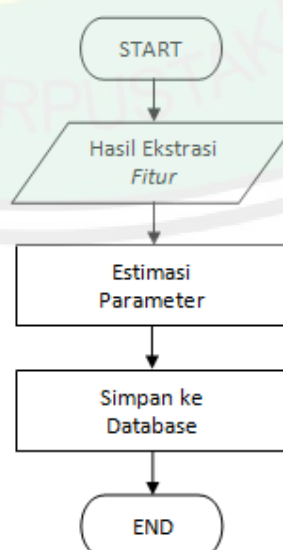 START
Hasil Ekstrasi
Fitur
Estimasi
Parameter
Simpan ke
Database
END